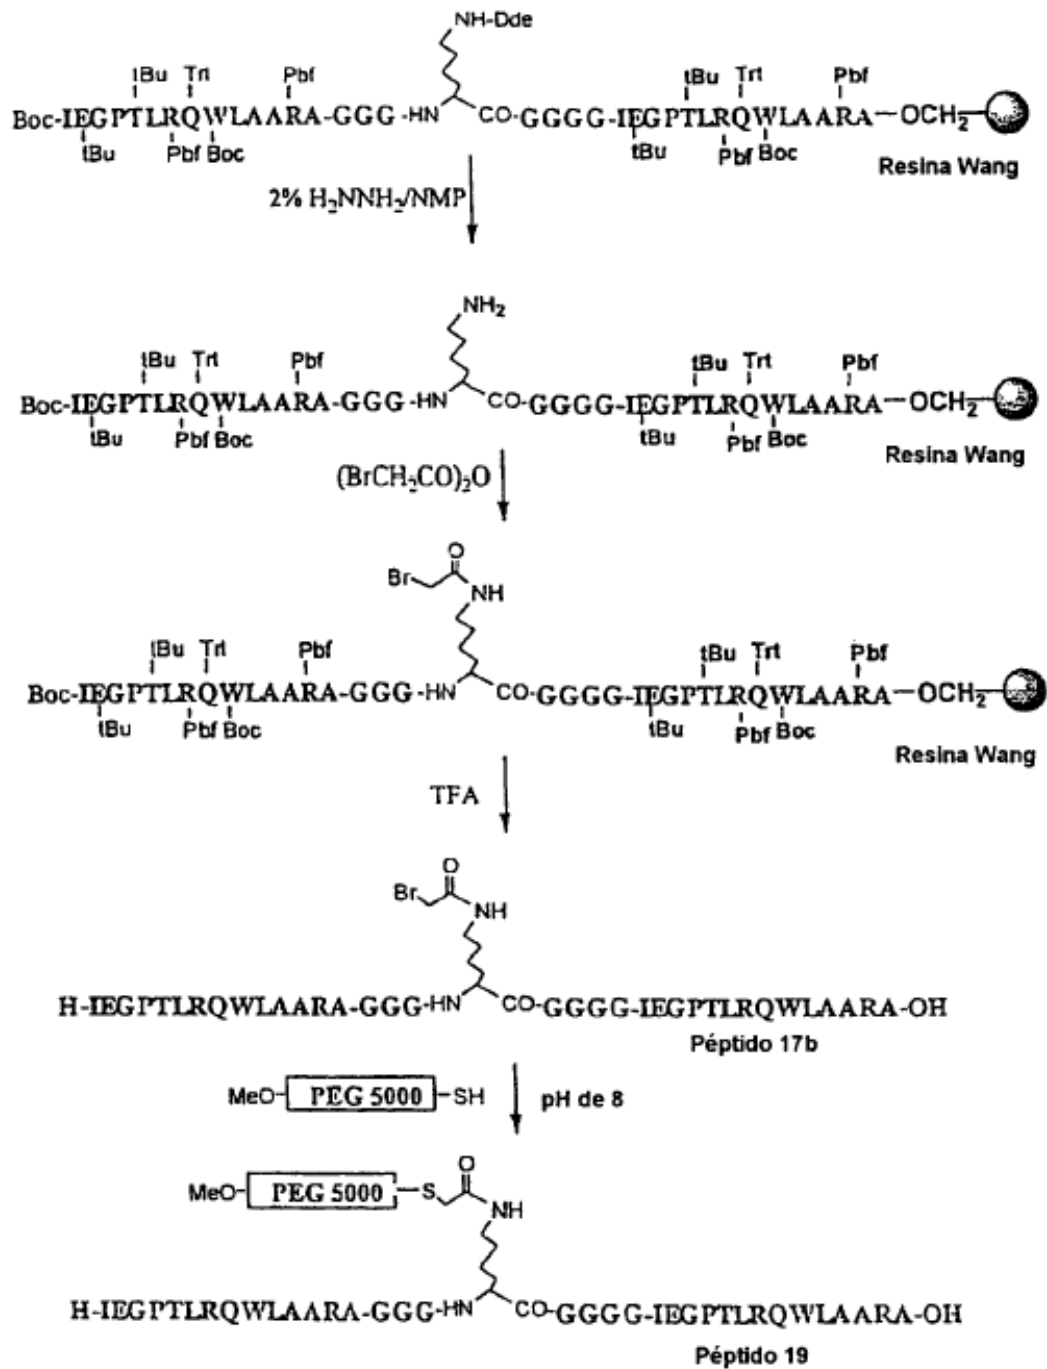 NH-Dde
tBu Trt Pbf tBu Trt Pbf
Boc-IEGPTLRQWLAARA-GGG-HN CO-GGGG-IEGPTLRQWLAARA-OCH2
tBu Pbf Boc tBu Pbf Boc
Resina Wang
2% H2NNH2/NMP
NH2
tBu Trt Pbf tBu Trt Pbf
Boc-IEGPTLRQWLAARA-GGG-HN CO-GGGG-IEGPTLRQWLAARA-OCH2
tBu Pbf Boc tBu Pbf Boc
Resina Wang
(BrCH2CO)2O
O
Br NH
tBu Trt Pbf tBu Trt Pbf
Boc-IEGPTLRQWLAARA-GGG-HN CO-GGGG-IEGPTLRQWLAARA-OCH2
tBu Pbf Boc tBu Pbf Boc
Resina Wang
TFA
O
Br NH
H-IEGPTLRQWLAARA-GGG-HN CO-GGGG-IEGPTLRQWLAARA-OH
Péptido 17b
MeO-PEG 5000-SH pH de 8
O
MeO-PEG 5000-S NH
H-IEGPTLRQWLAARA-GGG-HN CO-GGGG-IEGPTLRQWLAARA-OH
Péptido 19